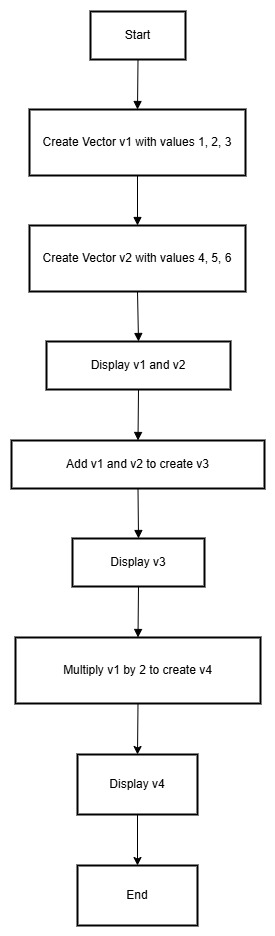 Start
Create Vector v1 with values 1, 2, 3
Create Vector v2 with values 4, 5, 6
Display v1 and v2
Add v1 and v2 to create v3
Display v3
Multiply v1 by 2 to create v4
Display v4
End